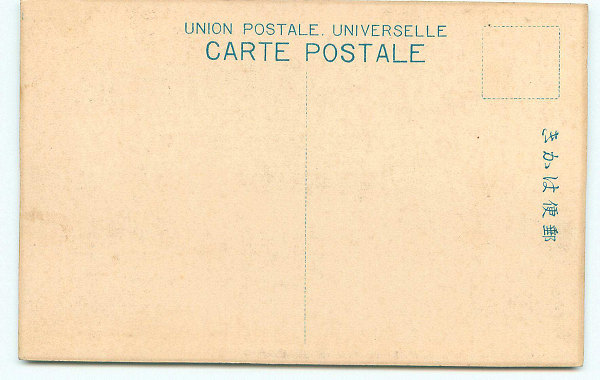 UNION POSTALE. UNIVERSELLE
CARTE POSTALE
きかは便郵